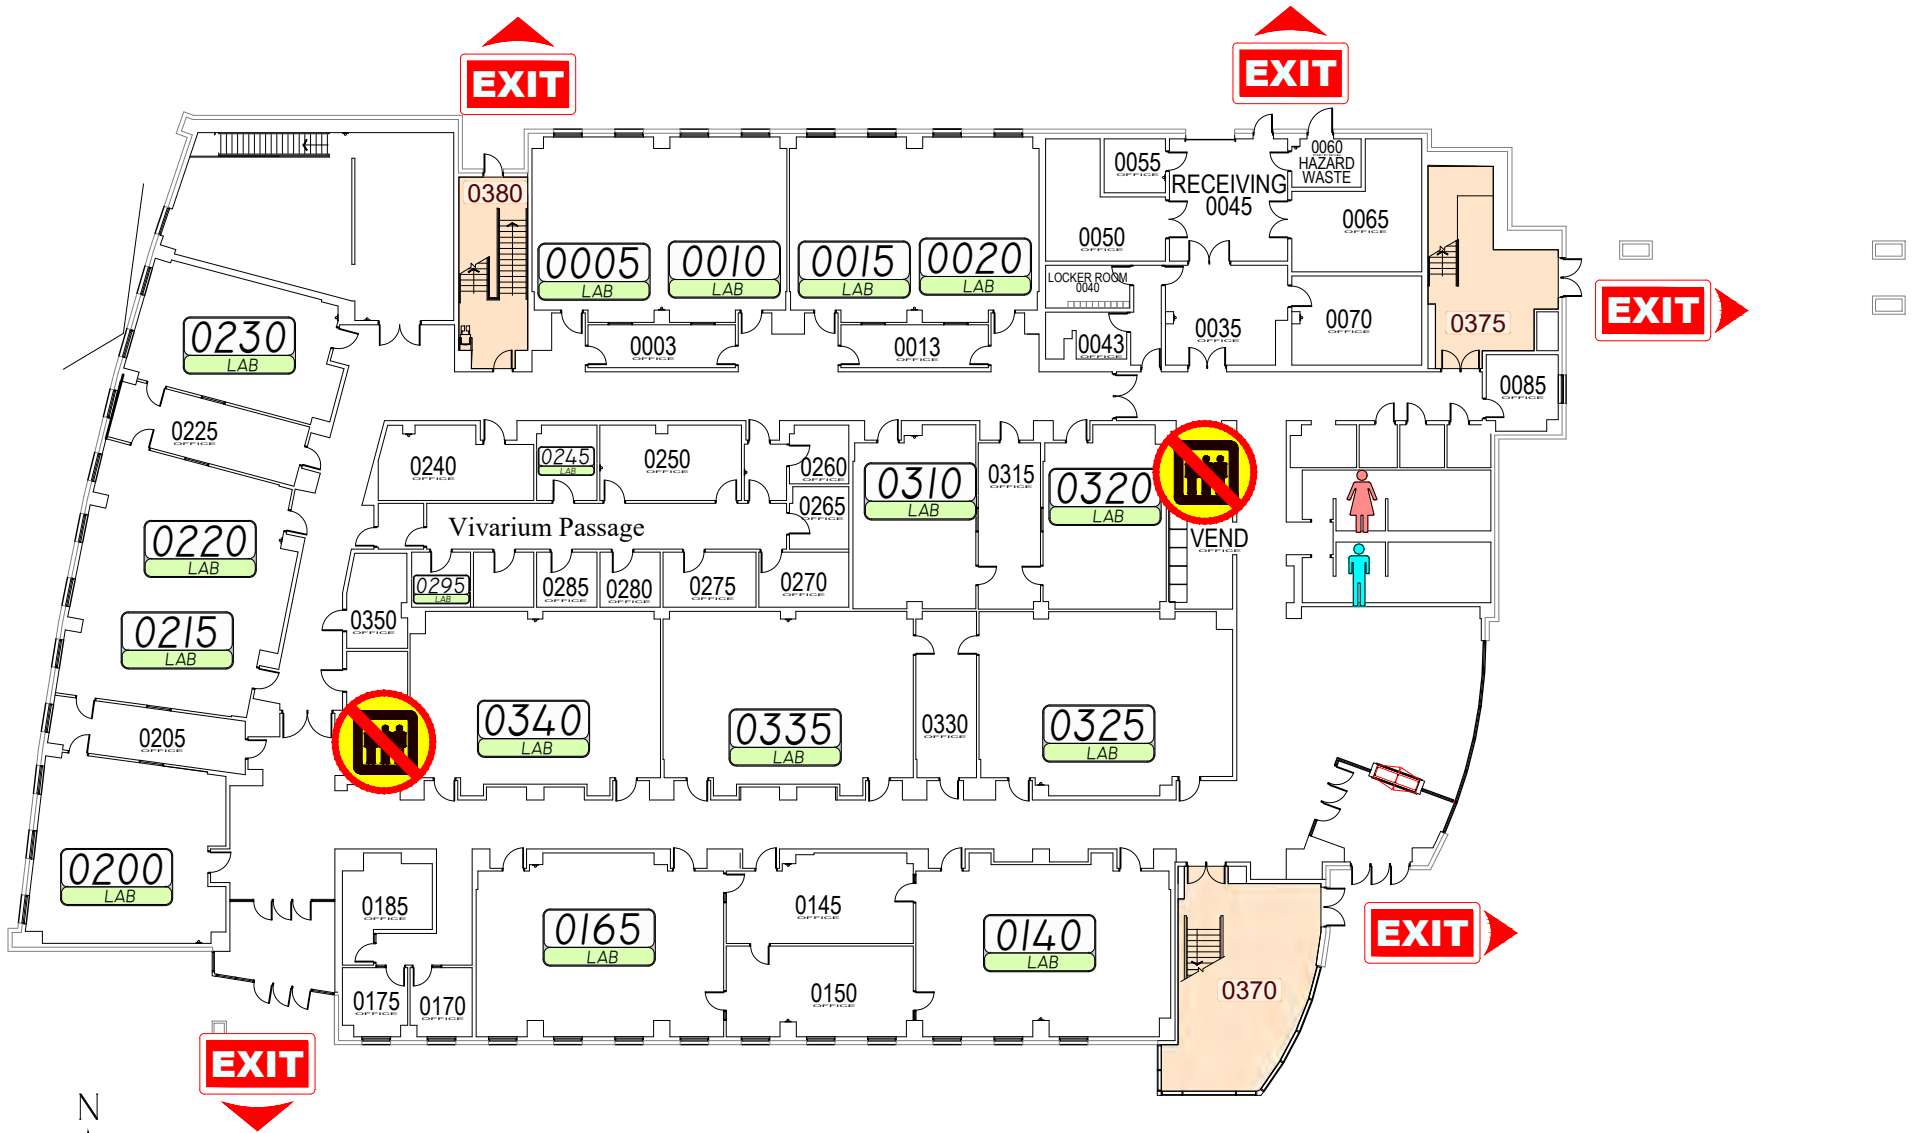 EXIT
EXIT
0380
0005
LAB
0010
LAB
0015
LAB
0020
LAB
0055
OFFICE
RECEIVING
0045
0060
OFFICE
HAZARD
WASTE
0050
OFFICE
0065
OFFICE
LOCKER ROOM
0040
0003
OFFICE
0013
OFFICE
0043
OFFICE
0035
OFFICE
0070
OFFICE
0375
EXIT
0085
OFFICE
0230
LAB
0225
OFFICE
0240
OFFICE
0245
LAB
0250
OFFICE
0260
OFFICE
0265
OFFICE
0310
LAB
0315
OFFICE
0320
LAB
VEND
OFFICE
Vivarium Passage
0220
LAB
0295
LAB
0285
OFFICE
0280
OFFICE
0275
OFFICE
0270
OFFICE
0215
LAB
0350
OFFICE
0340
LAB
0335
LAB
0330
OFFICE
0325
LAB
0205
OFFICE
0200
LAB
0185
OFFICE
0165
LAB
0145
OFFICE
0140
LAB
EXIT
0175
OFFICE
0170
OFFICE
0150
OFFICE
0370
EXIT
N